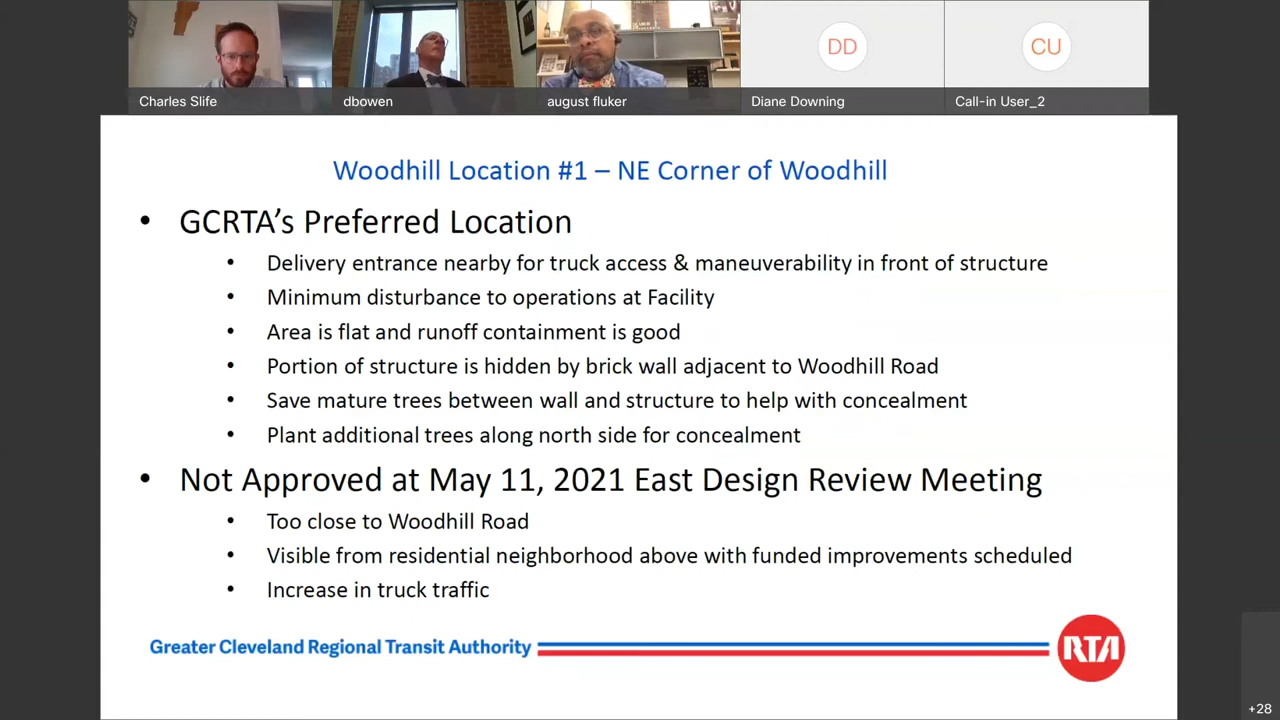 DD
CU
Charles Slife
dbowen
august fluker
Diane Downing
Call-in User_2
Woodhill Location #1 – NE Corner of Woodhill
• GCRTA's Preferred Location
• Delivery entrance nearby for truck access & maneuverability in front of structure
• Minimum disturbance to operations at Facility
• Area is flat and runoff containment is good
• Portion of structure is hidden by brick wall adjacent to Woodhill Road
• Save mature trees between wall and structure to help with concealment
• Plant additional trees along north side for concealment
• Not Approved at May 11, 2021 East Design Review Meeting
• Too close to Woodhill Road
• Visible from residential neighborhood above with funded improvements scheduled
• Increase in truck traffic
Greater Cleveland Regional Transit Authority
RTA
+28